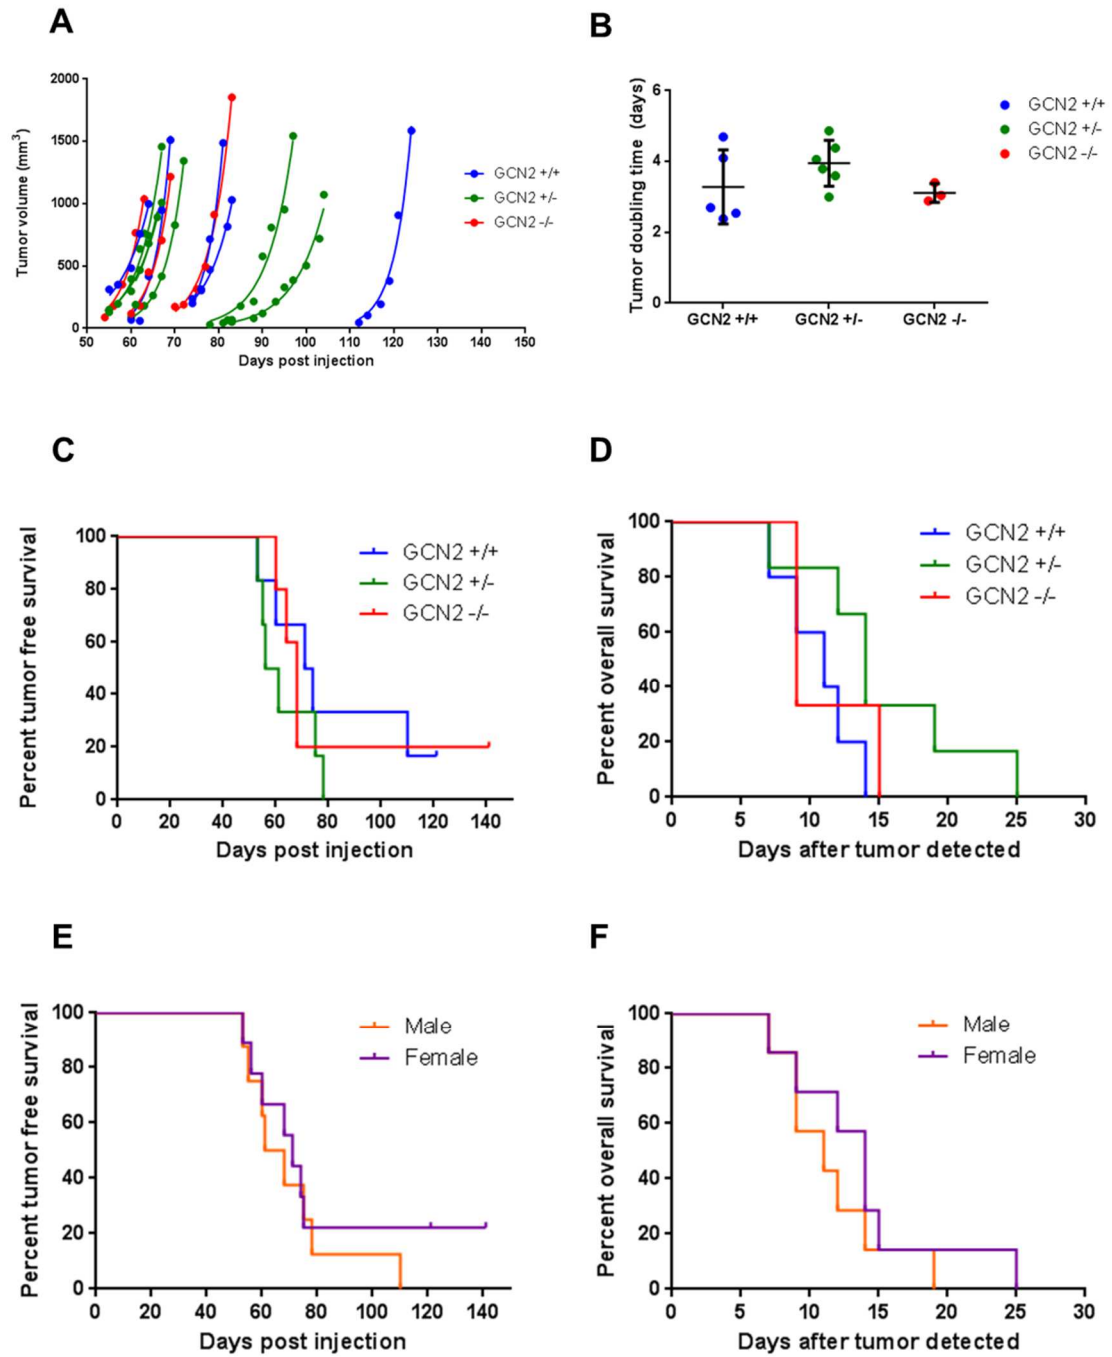 A
B
Tumor volume (mm3)
2000
1500
1000
500
0
50 60 70 80 90 100 110 120 130 140 150
Days post injection
GCN2 +/+
GCN2 +/-
GCN2 -/-
Tumor doubling time (days)
6
4
2
0
GCN2 +/+ GCN2 +/- GCN2 -/-
GCN2 +/+
GCN2 +/-
GCN2 -/-
C
D
Percent tumor free survival
100
80
60
40
20
0
0 20 40 60 80 100 120 140
Days post injection
GCN2 +/+
GCN2 +/-
GCN2 -/-
Percent overall survival
100
80
60
40
20
0
0 5 10 15 20 25 30
Days after tumor detected
GCN2 +/+
GCN2 +/-
GCN2 -/-
E
F
Percent tumor free survival
100
80
60
40
20
0
0 20 40 60 80 100 120 140
Days post injection
Male
Female
Percent overall survival
100
80
60
40
20
0
0 5 10 15 20 25 30
Days after tumor detected
Male
Female